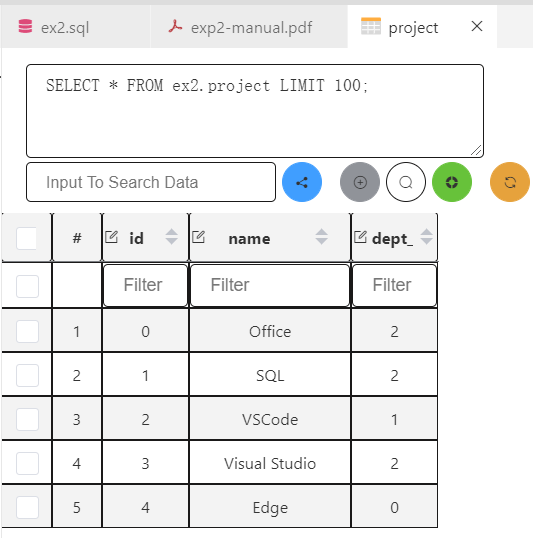 ex2.sql exp2-manual.pdf project
SELECT * FROM ex2.project LIMIT 100;
Input To Search Data
# id name dept_
Filter Filter Filter
1 0 Office 2
2 1 SQL 2
3 2 VSCode 1
4 3 Visual Studio 2
5 4 Edge 0